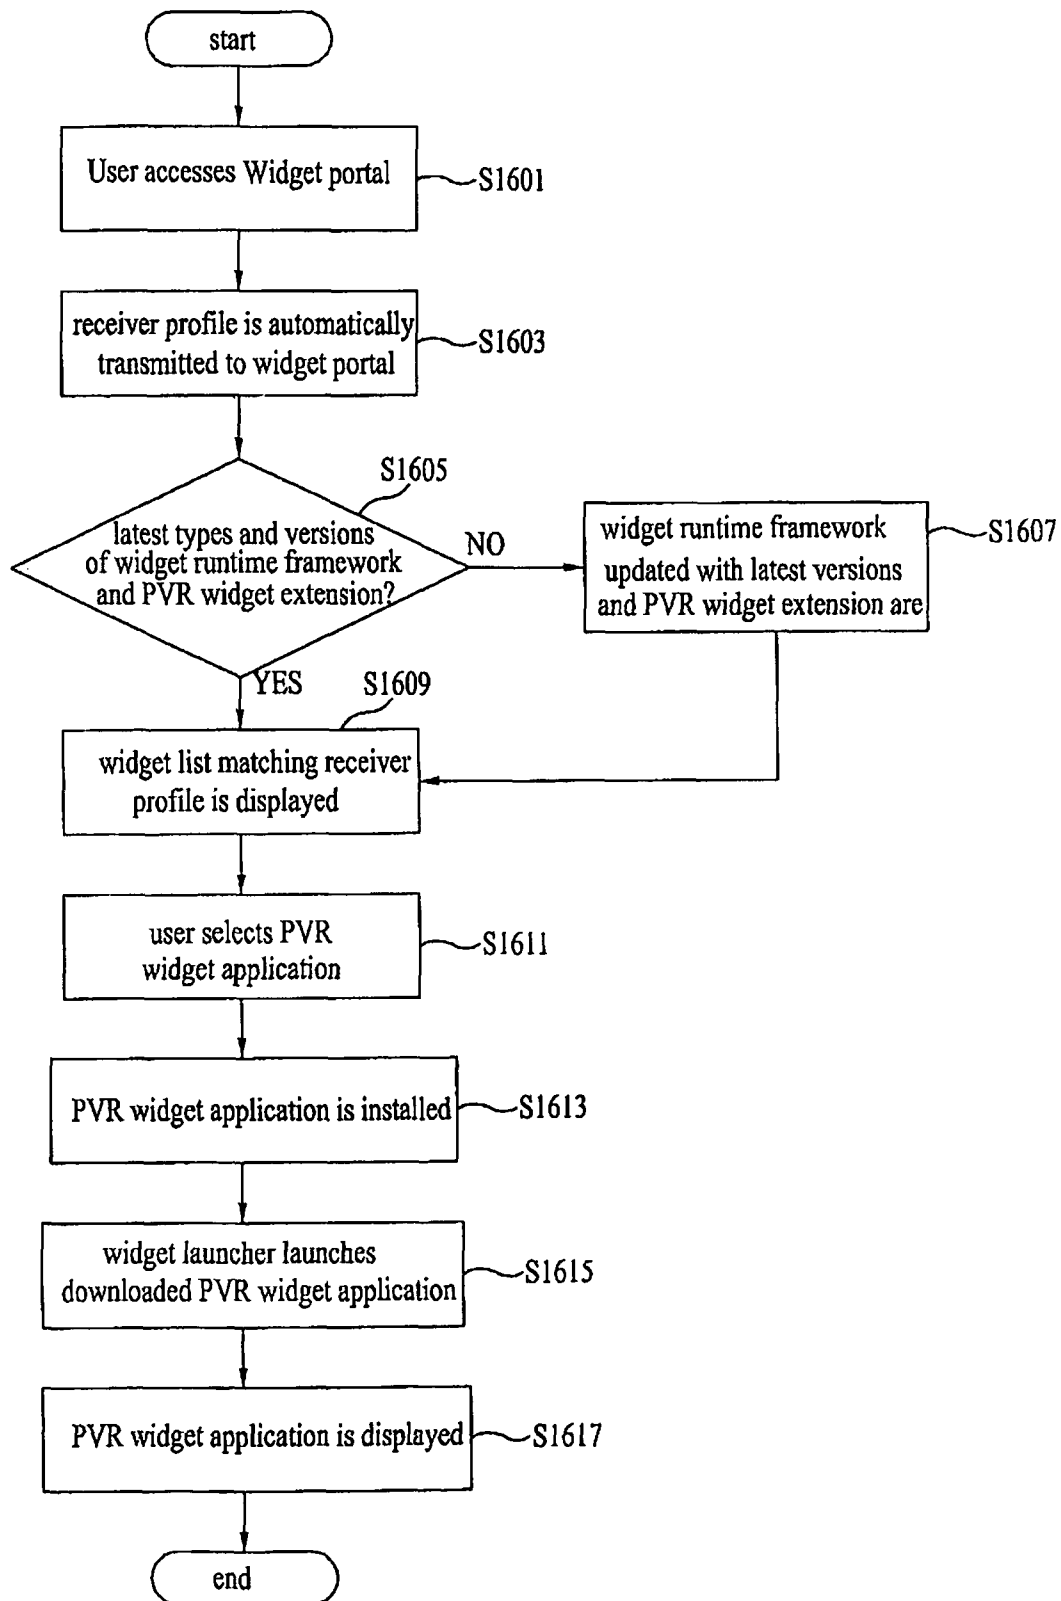 start
User accesses Widget portal
S1601
receiver profile is automatically
transmitted to widget portal
S1603
S1605
latest types and versions
of widget runtime framework
and PVR widget extension?
NO
widget runtime framework
updated with latest versions
and PVR widget extension are
S1607
YES
S1609
widget list matching receiver
profile is displayed
user selects PVR
widget application
S1611
PVR widget application is installed
S1613
widget launcher launches
downloaded PVR widget application
S1615
PVR widget application is displayed
S1617
end